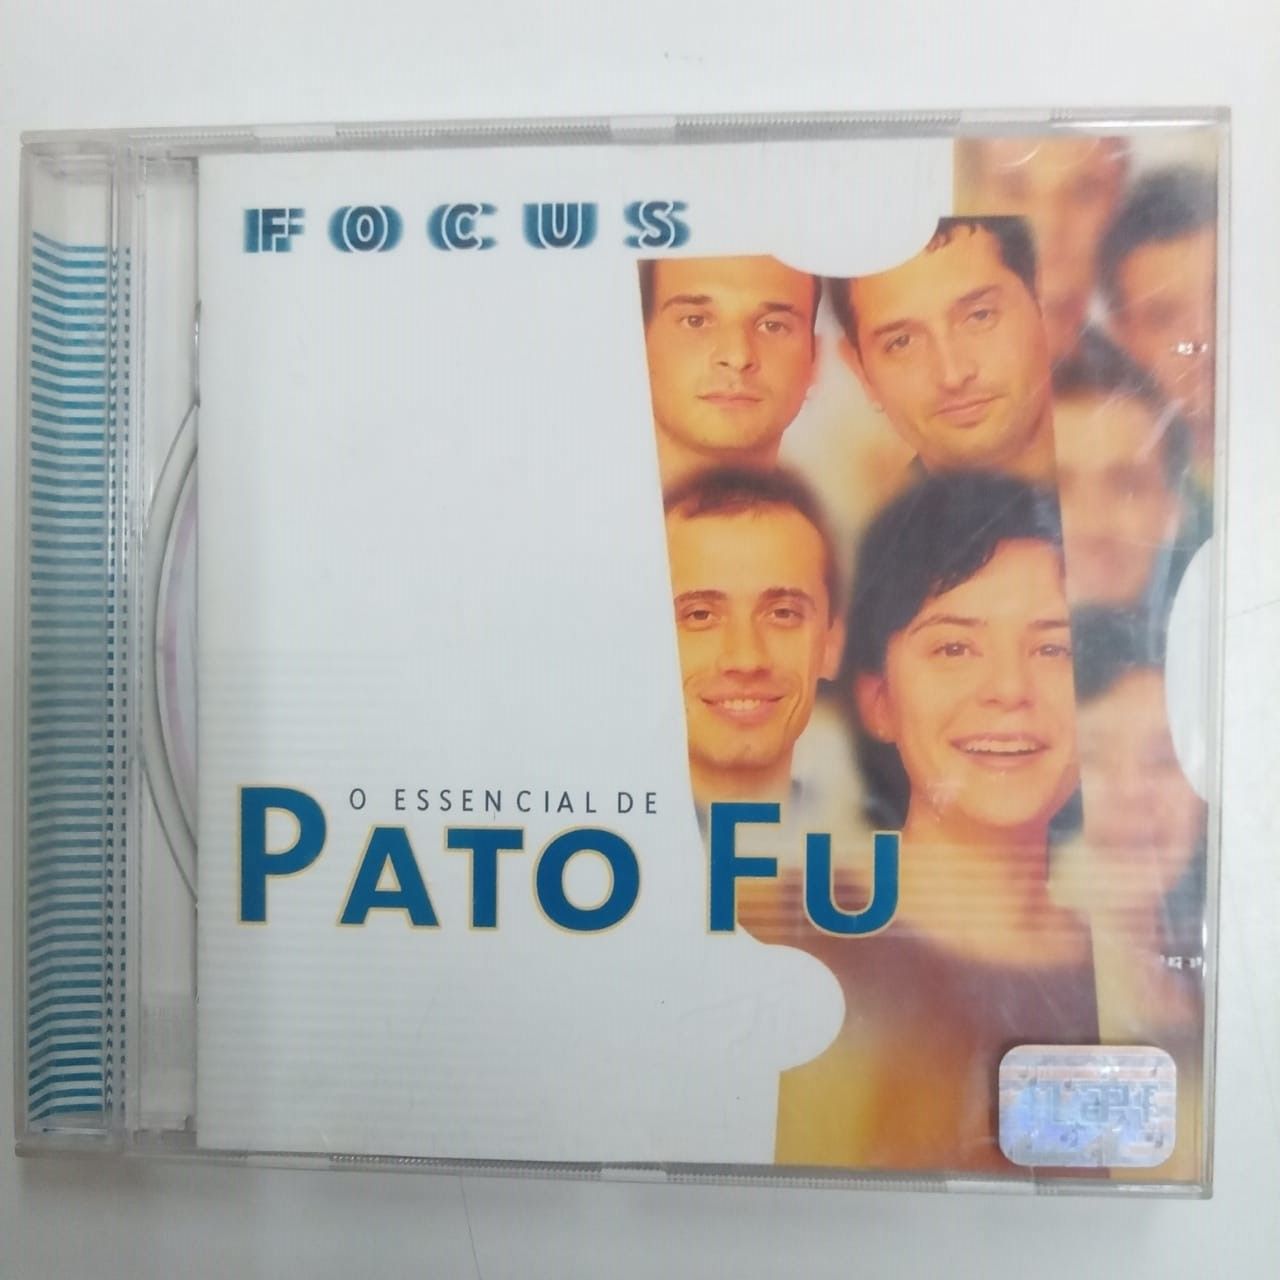 FOCUS
O ESSENCIAL DE
PATO FU